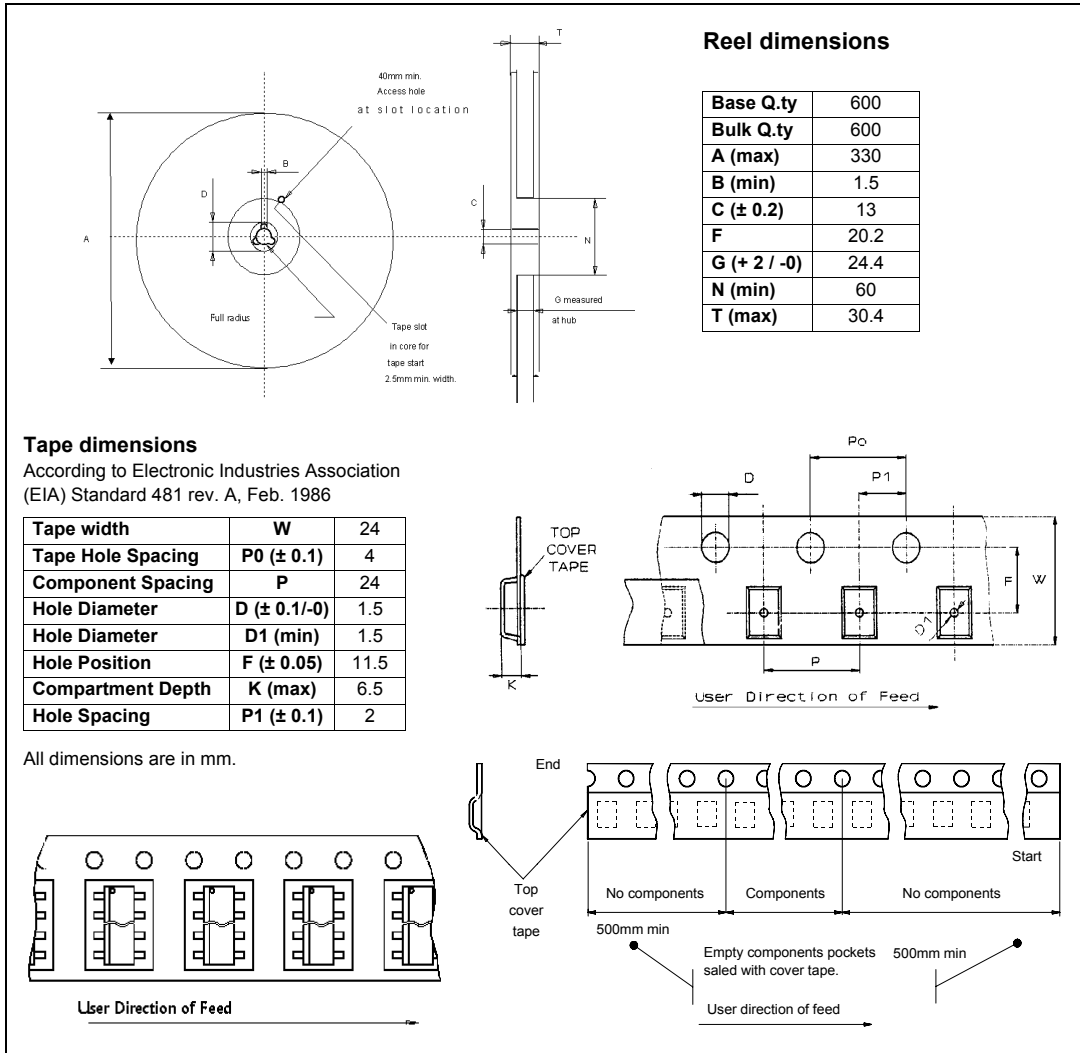 Reel dimensions
T
40mm min.
Access hole
at slot location
B
D
C
A
N
Full radius
Tape slot
in core for
tape start
2.5mm min. width.
G measured
at hub
Base Q.ty 600
Bulk Q.ty 600
A (max) 330
B (min) 1.5
C (± 0.2) 13
F 20.2
G (+ 2 / -0) 24.4
N (min) 60
T (max) 30.4
Tape dimensions
According to Electronic Industries Association
(EIA) Standard 481 rev. A, Feb. 1986
Tape width W 24
Tape Hole Spacing P0 (± 0.1) 4
Component Spacing P 24
Hole Diameter D (± 0.1/-0) 1.5
Hole Diameter D1 (min) 1.5
Hole Position F (± 0.05) 11.5
Compartment Depth K (max) 6.5
Hole Spacing P1 (± 0.1) 2
All dimensions are in mm.
Po
D
P1
TOP
COVER
TAPE
F
W
D1
P
K
User Direction of Feed
End
Start
Top
cover
tape
No components
Components
No components
500mm min
Empty components pockets
saled with cover tape.
500mm min
User direction of feed
User Direction of Feed